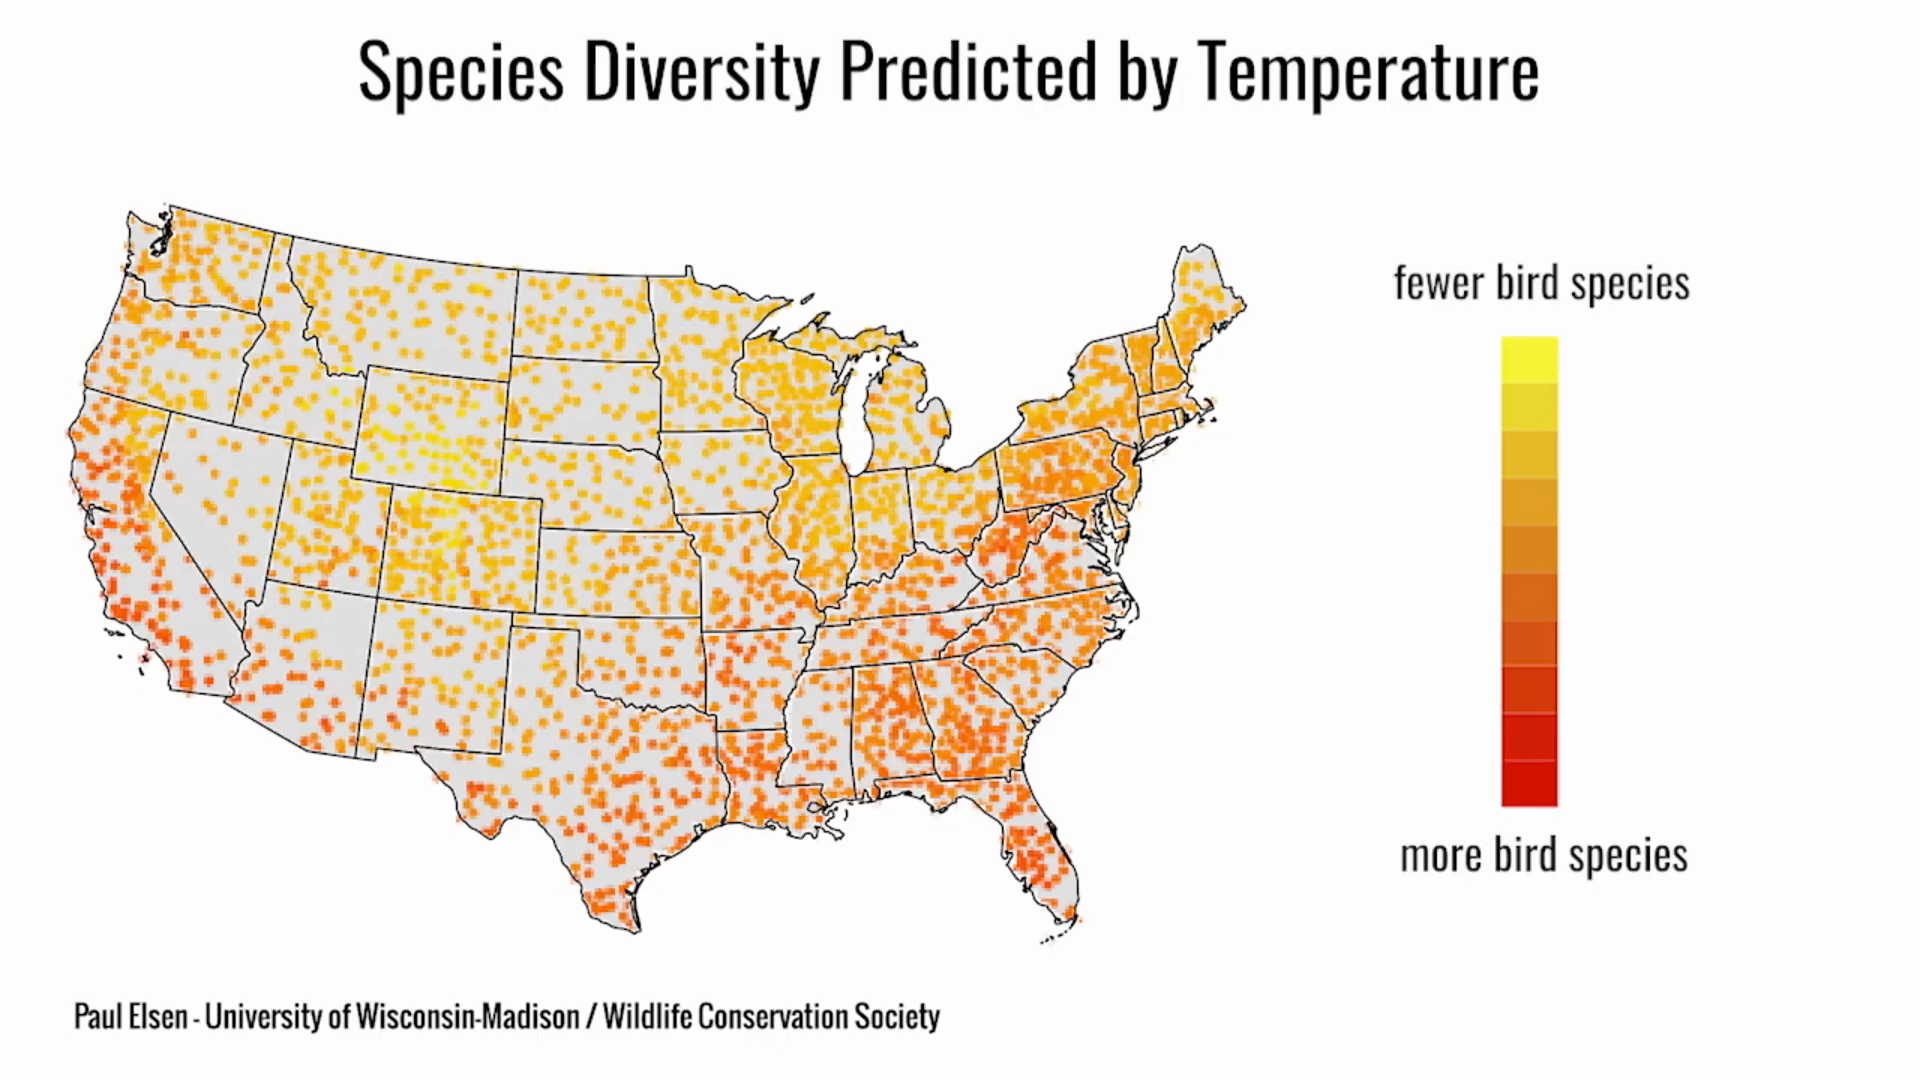 Species Diversity Predicted by Temperature
fewer bird species
more bird species
Paul Elsen - University of Wisconsin-Madison / Wildlife Conservation Society